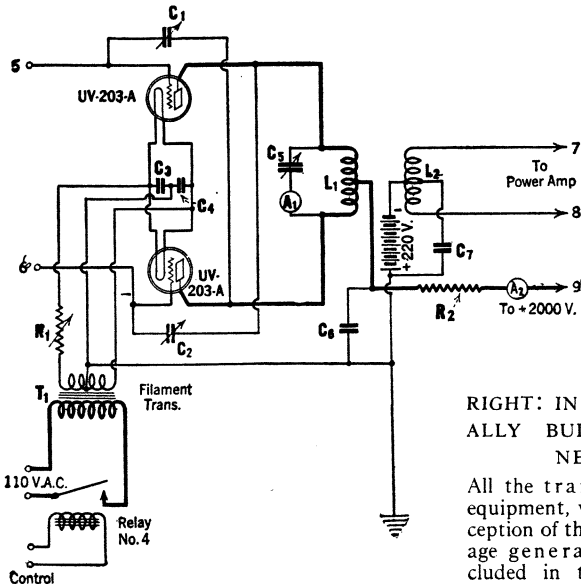 C1
5
UV-203-A
C3
C4
C5
A1
L1
L2
7
To
Power Amp
8
+220 V.
C7
6
UV-
203-A
R1
C2
C6
R2
A2
9
To + 2000 V.
T1
Filament
Trans.
110 V.A.C.
Relay
No. 4
Control
RIGHT: IN
ALLY BU
NE
All the tra
equipment, 
ception of th
age genera
cluded in t